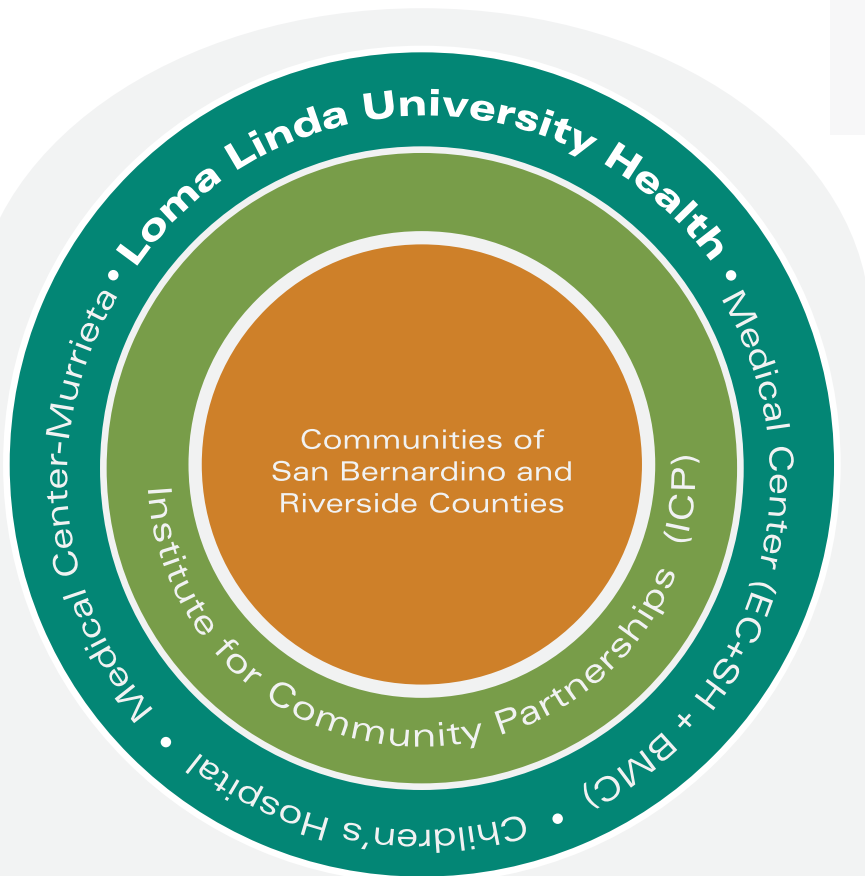 Loma Linda University Health • Medical Center (EC+SH + BMC) • Children's Hospital • Medical Center-Murrieta •
Institute for Community Partnerships (ICP)
Communities of
San Bernardino and
Riverside Counties